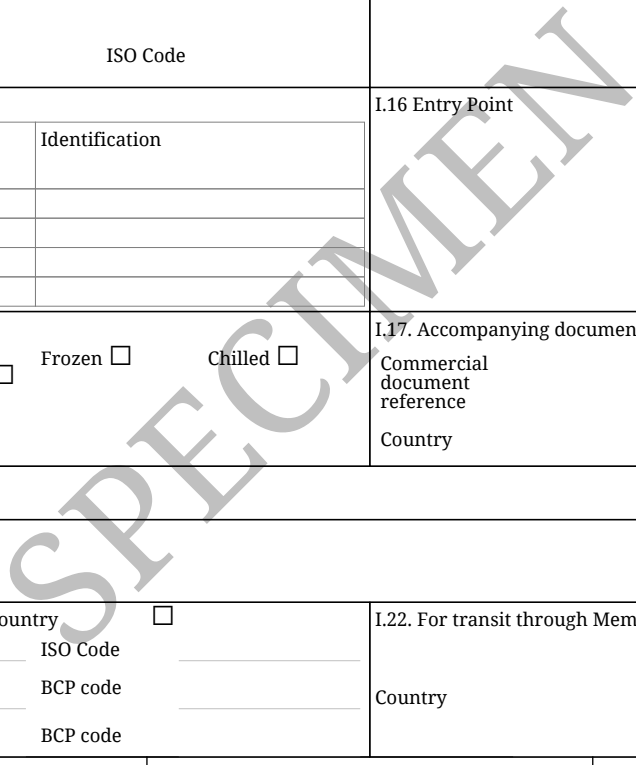 ISO Code
I.16 Entry Point
Identification
I.17. Accompanying documen
Frozen ☐
Chilled ☐
Commercial
document
reference
Country
ountry ☐
I.22. For transit through Mem
ISO Code
BCP code
Country
BCP code
SPECIMEN